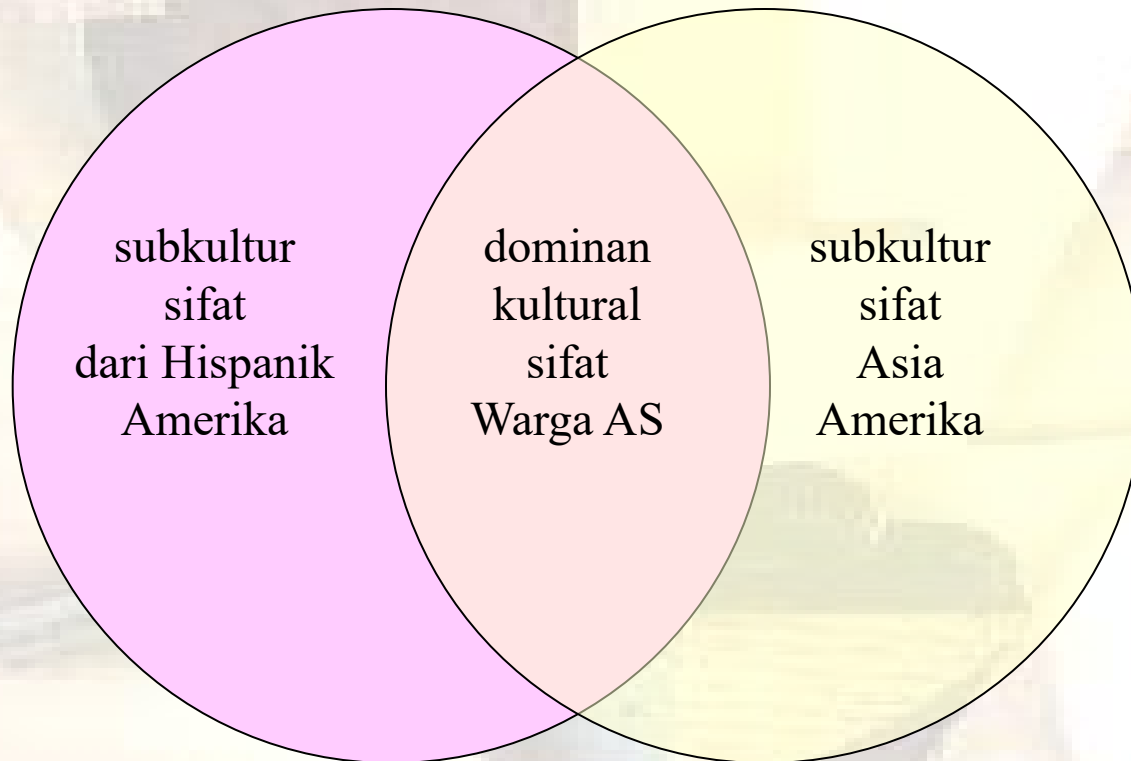 subkultur
sifat
dari Hispanik
Amerika
dominan
kultural
sifat
Warga AS
subkultur
sifat
Asia
Amerika